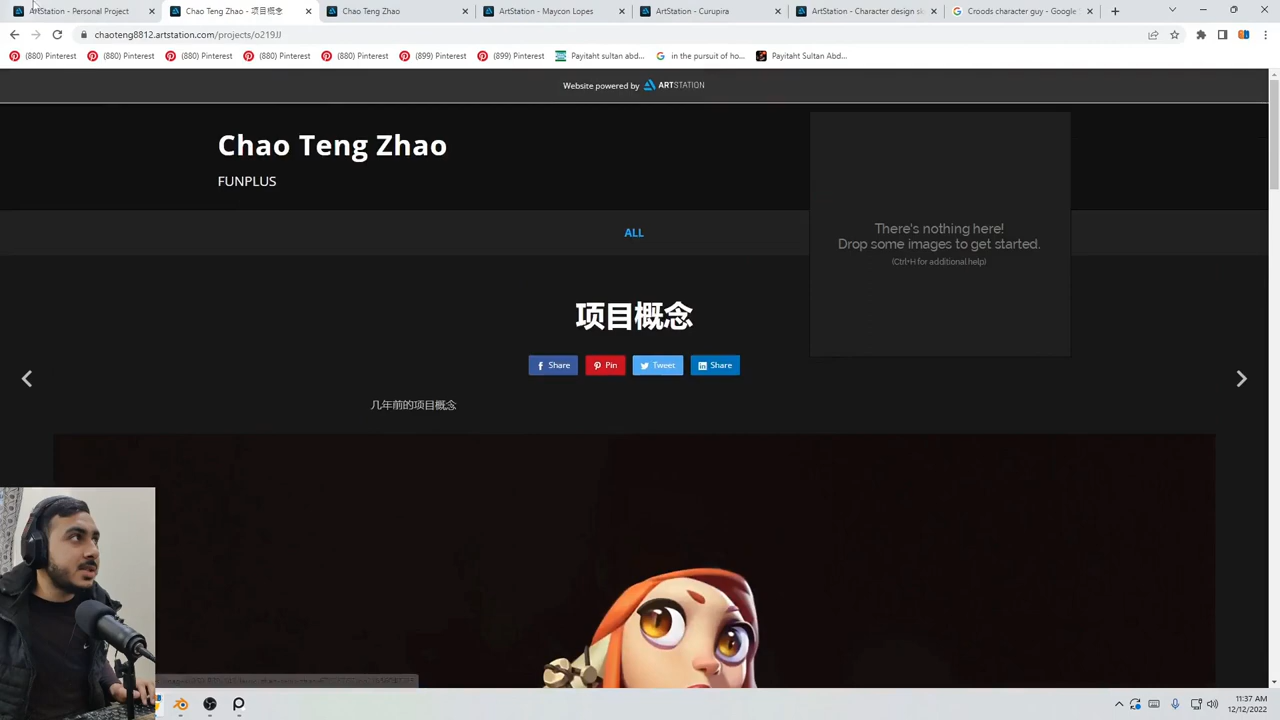 ArtStation - Personal Project
Chao Teng Zhao - 项目概念
Chao Teng Zhao
ArtStation - Maycon Lopes
ArtStation - Curupira
ArtStation - Character design sk
Croods character guy - Google
chaoteng8812.artstation.com/projects/o219JJ
(880) Pinterest
(880) Pinterest
(880) Pinterest
(880) Pinterest
(880) Pinterest
(899) Pinterest
(899) Pinterest
Payitaht sultan abd...
in the pursuit of ho...
Payitaht Sultan Abd...
Website powered by ARTSTATION
Chao Teng Zhao
FUNPLUS
There's nothing here!
Drop some images to get started.
(Ctrl+H for additional help)
ALL
项目概念
Share
Pin
Tweet
Share
几年前的项目概念
11:37 AM
12/12/2022